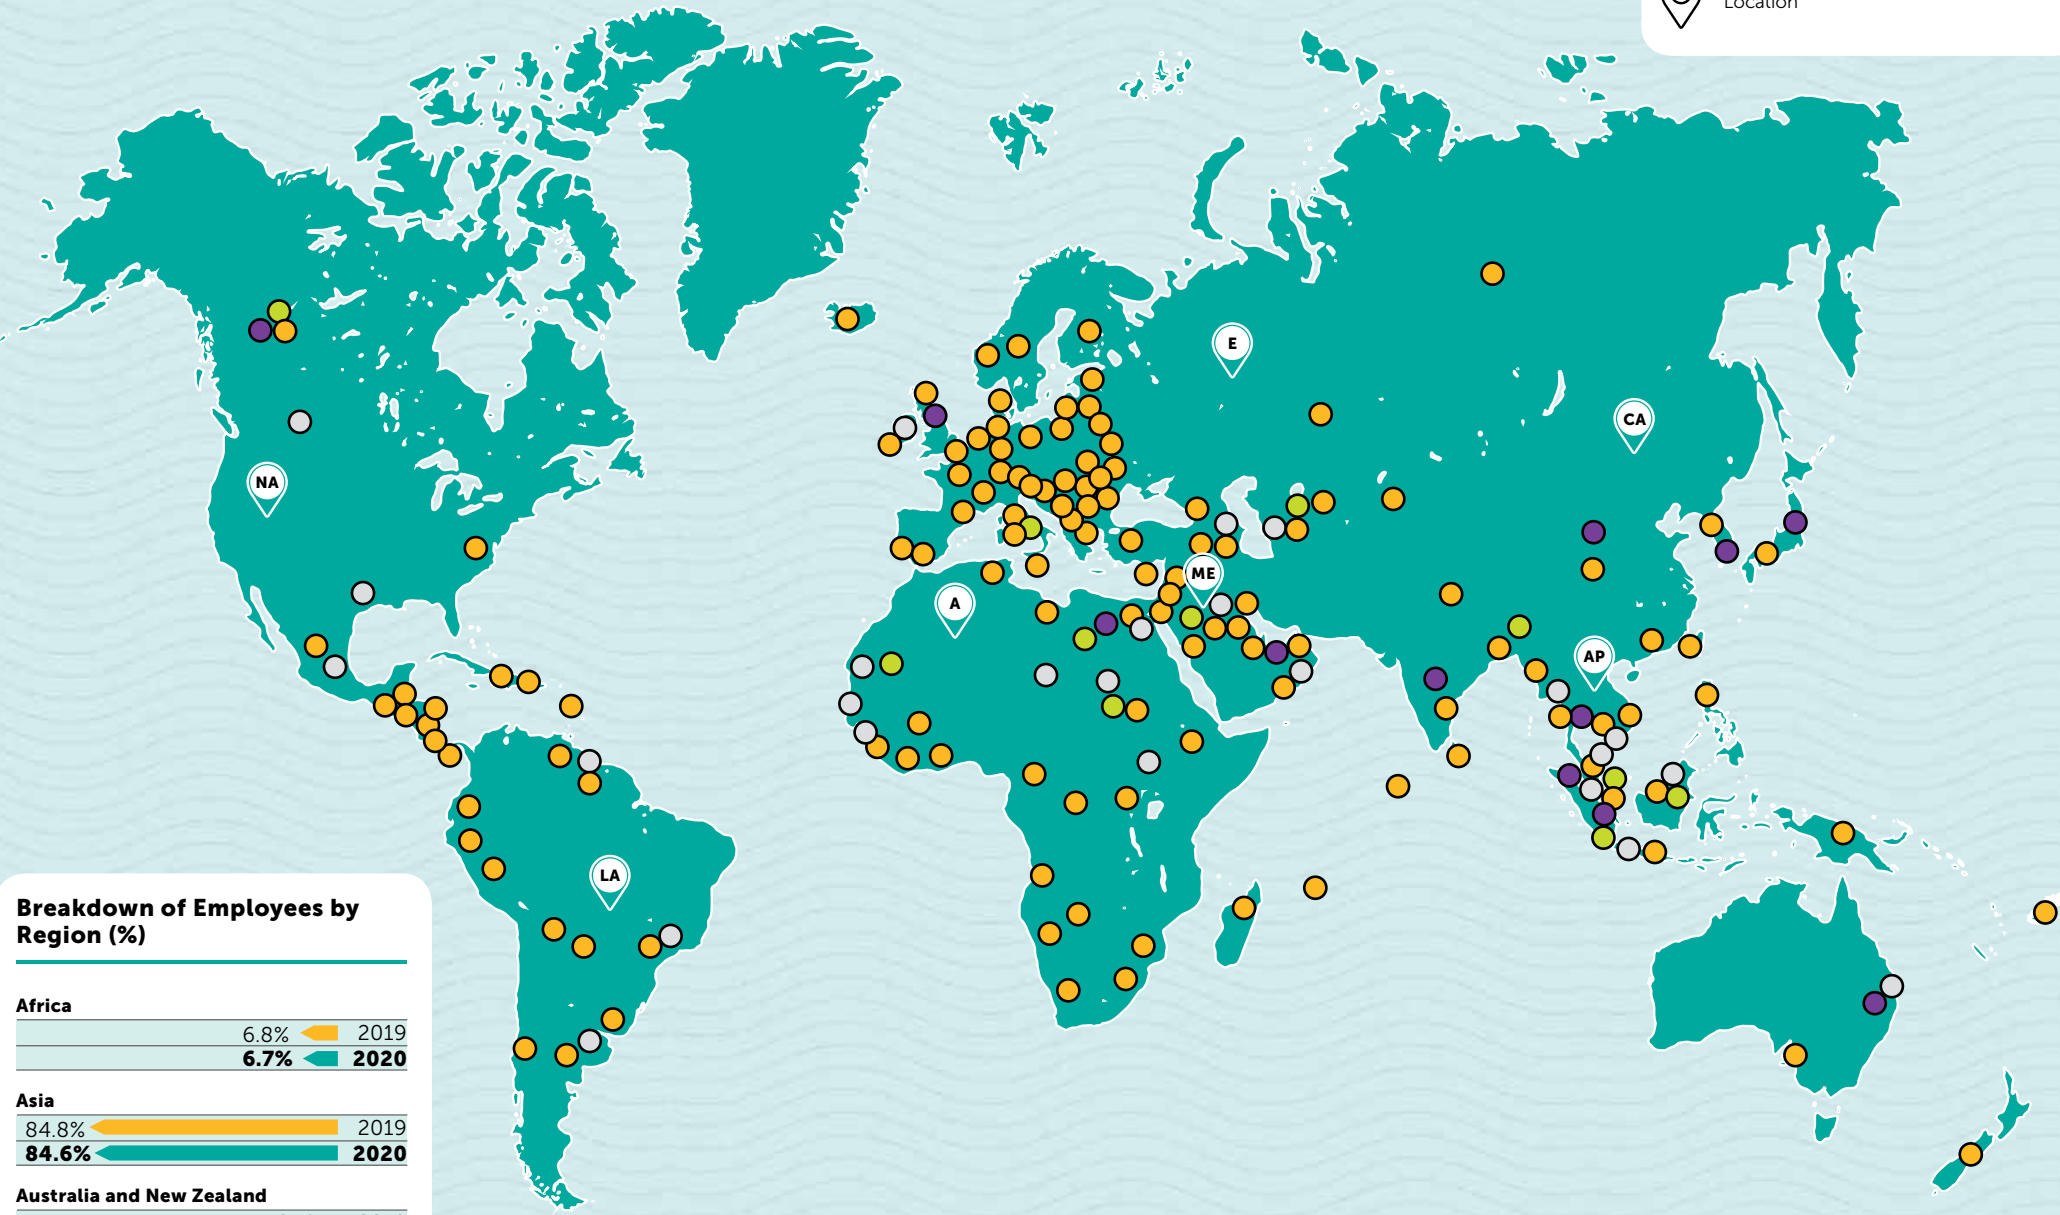 Location
E
CA
NA
ME
A
AP
LA
Breakdown of Employees by
Region (%)
Africa
6.8% 2019
6.7% 2020
Asia
84.8% 2019
84.6% 2020
Australia and New Zealand